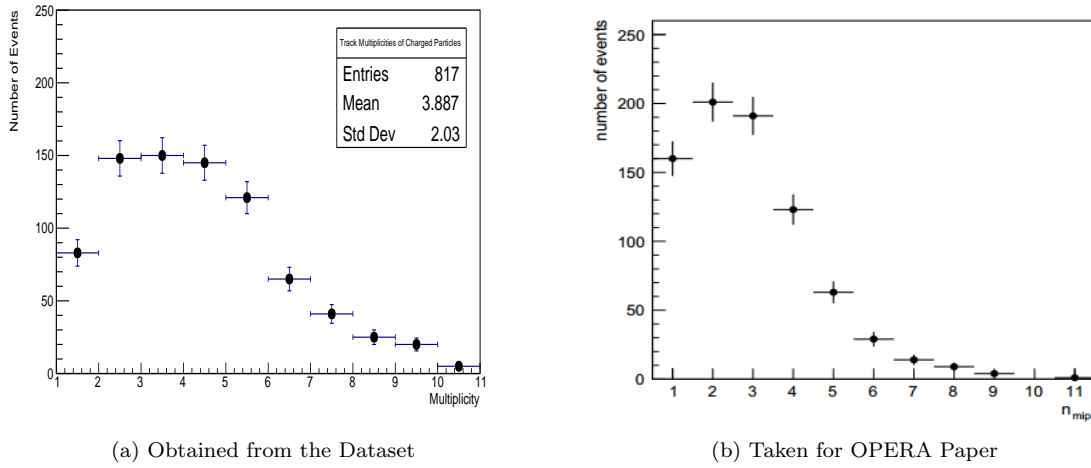 250
200
150
100
50
0
Number of Events
Track Multiplicities of Charged Particles
Entries 817
Mean 3.887
Std Dev 2.03
1 2 3 4 5 6 7 8 9 10 11
Multiplicity
(a) Obtained from the Dataset
250
200
150
100
50
0
number of events
1 2 3 4 5 6 7 8 9 10 11
n mip
(b) Taken for OPERA Paper